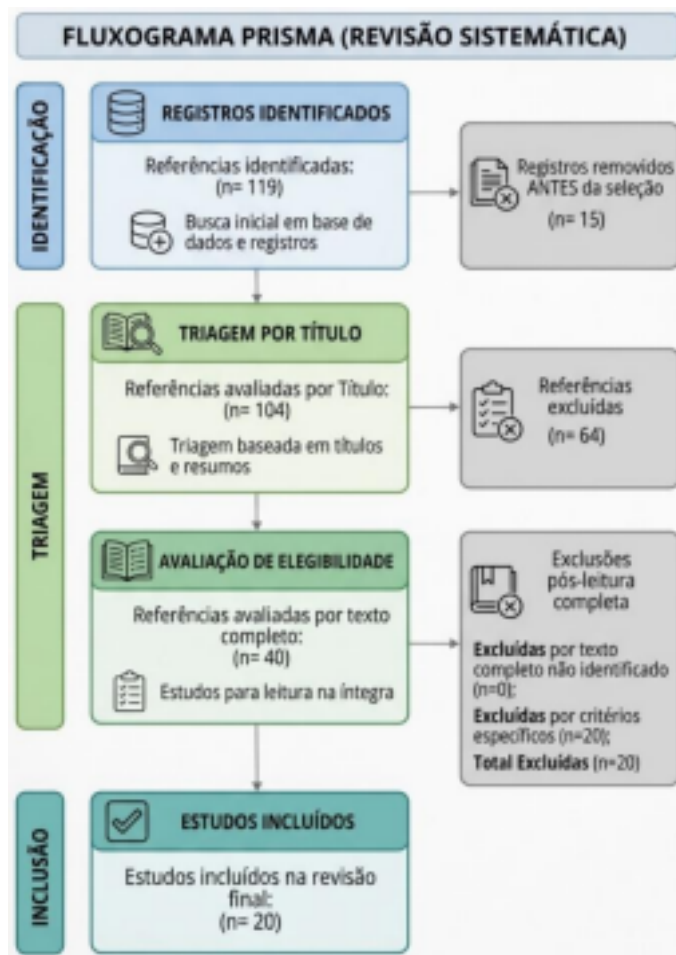 FLUXOGRAMA PRISMA (REVISÃO SISTEMÁTICA)
IDENTIFICAÇÃO
REGISTROS IDENTIFICADOS
Referências identificadas:
(n= 119)
Busca inicial em base de
dados e registros
Registros removidos
ANTES da seleção
(n= 15)
TRIAGEM
TRIAGEM POR TÍTULO
Referências avaliadas por Título:
(n= 104)
Triagem baseada em títulos
e resumos
Referências
excluídas
(n= 64)
AVALIAÇÃO DE ELEGIBILIDADE
Referências avaliadas por texto
completo:
(n= 40)
Estudos para leitura na íntegra
Exclusões
pós-leitura
completa
Excluídas por texto
completo não identificado
(n=0);
Excluídas por critérios
específicos (n=20);
Total Excluídas (n=20)
INCLUSÃO
ESTUDOS INCLUÍDOS
Estudos incluídos na revisão
final:
(n= 20)